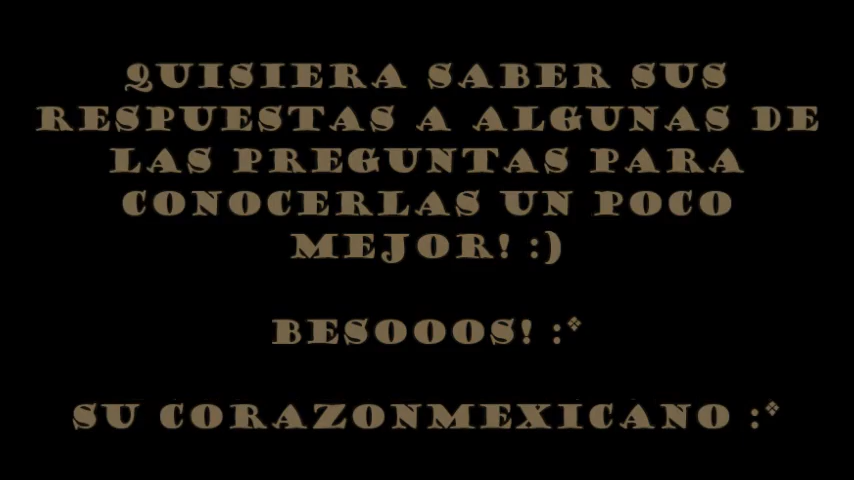 QUISIERA SABER SUS
RESPUESTAS A ALGUNAS DE
LAS PREGUNTAS PARA
CONOCERLAS UN POCO
MEJOR! :)
BESOOOS! :*
SU CORAZONMEXICANO :*